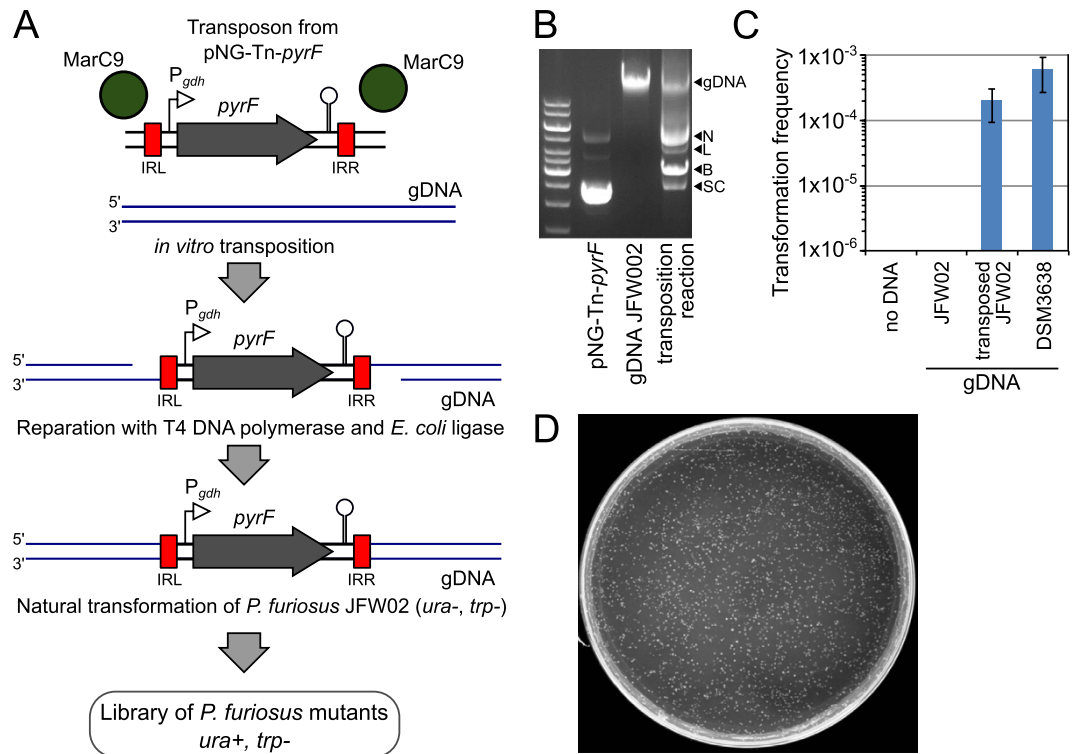 A
Transposon from
pNG-Tn-pyrF
MarC9
MarC9
Pgdh
pyrF
IRL
IRR
gDNA
5'
3'
in vitro transposition
Pgdh
pyrF
5'
3'
IRL
IRR
gDNA
Reparation with T4 DNA polymerase and E. coli ligase
Pgdh
pyrF
5'
3'
IRL
IRR
gDNA
Natural transformation of P. furiosus JFW02 (ura-, trp-)
Library of P. furiosus mutants
ura+, trp-
B
gDNA
N
L
B
SC
pNG-Tn-pyrF
gDNA JFW002
transposition
reaction
C
Transformation frequency
1x10-3
1x10-4
1x10-5
1x10-6
no DNA
JFW02
transposed
JFW02
DSM3638
gDNA
D